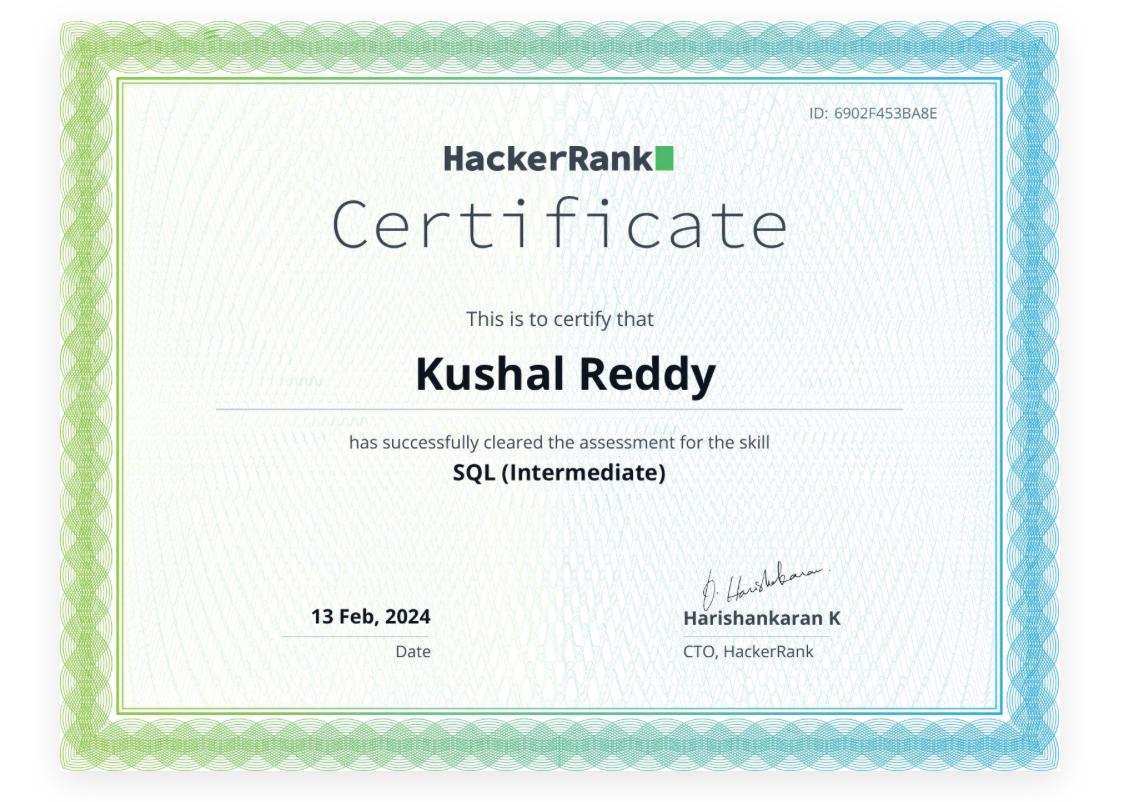 ID: 6902F453BA8E
HackerRank
Certificate
This is to certify that
Kushal Reddy
has successfully cleared the assessment for the skill
SQL (Intermediate)
13 Feb, 2024
Date
Harishankaran K
CTO, HackerRank